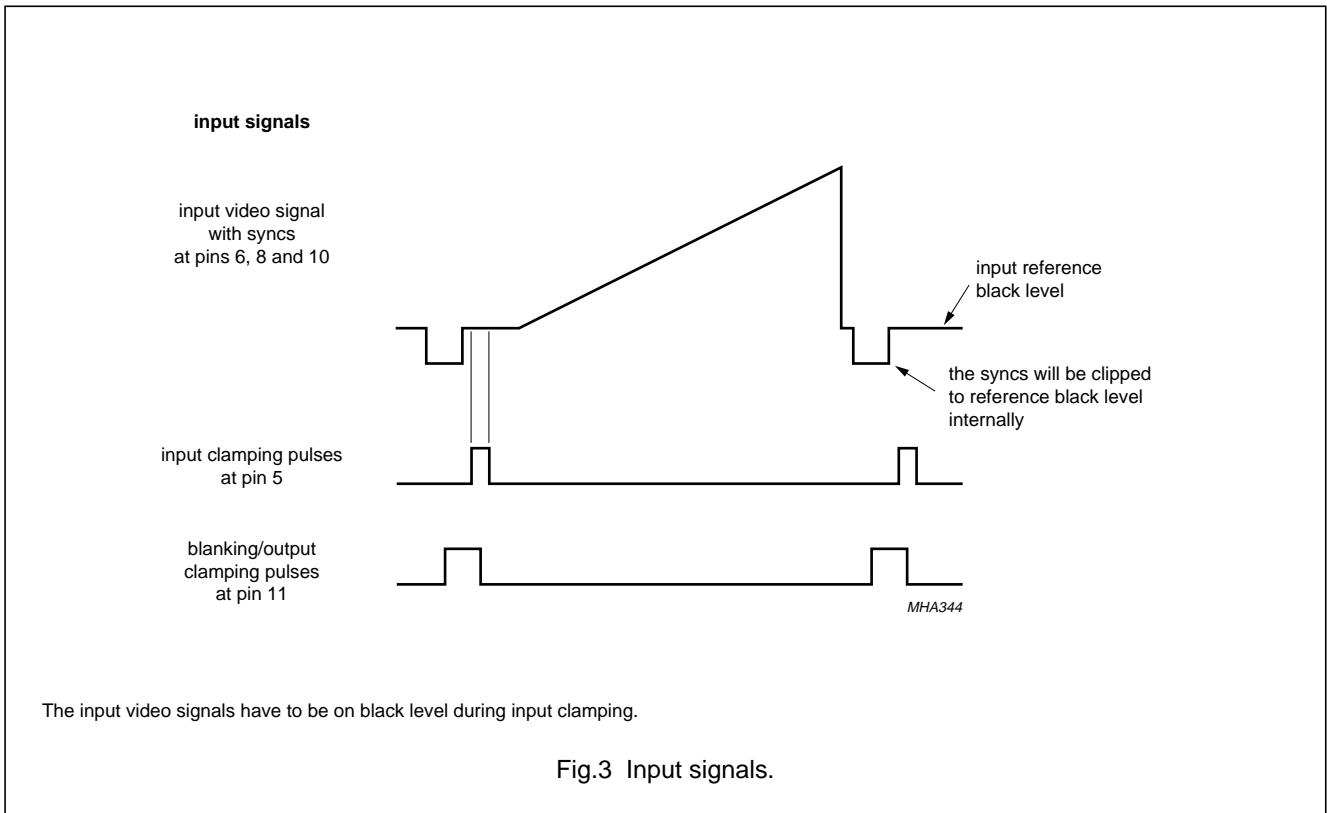 input signals
input video signal
with syncs
at pins 6, 8 and 10
input reference
black level
the syncs will be clipped
to reference black level
internally
input clamping pulses
at pin 5
blanking/output
clamping pulses
at pin 11
MHA344
The input video signals have to be on black level during input clamping.
Fig.3 Input signals.